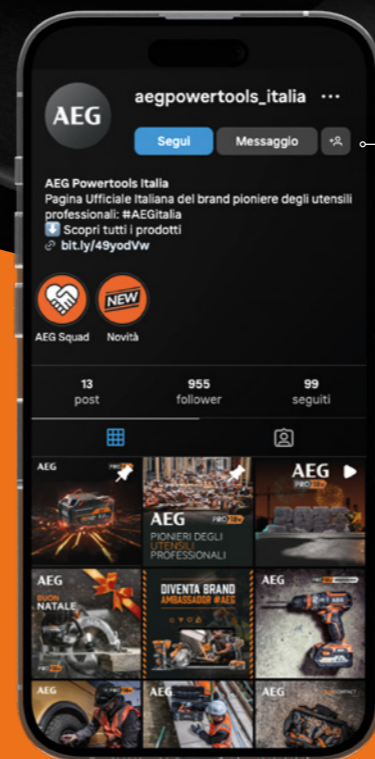 aegpowertools_italia ...
AEG
Segui
Messaggio
AEG Powertools Italia
Pagina Ufficiale Italiana del brand pioniere degli utensili
professionali: #AEGitalia
Scopri tutti i prodotti
bit.ly/49yodVw
NEW
AEG Squad
Novità
13
955
99
post
follower
seguiti
AEG
AEG
PRO18V
PIONIERI DEGLI
UTENSILI
PROFESSIONALI
AEG
PRO18V
AEG
BUON
NATALE
DIVENTA BRAND
AMBASSADOR #AEG
AEG
AEG
AEG
AEG